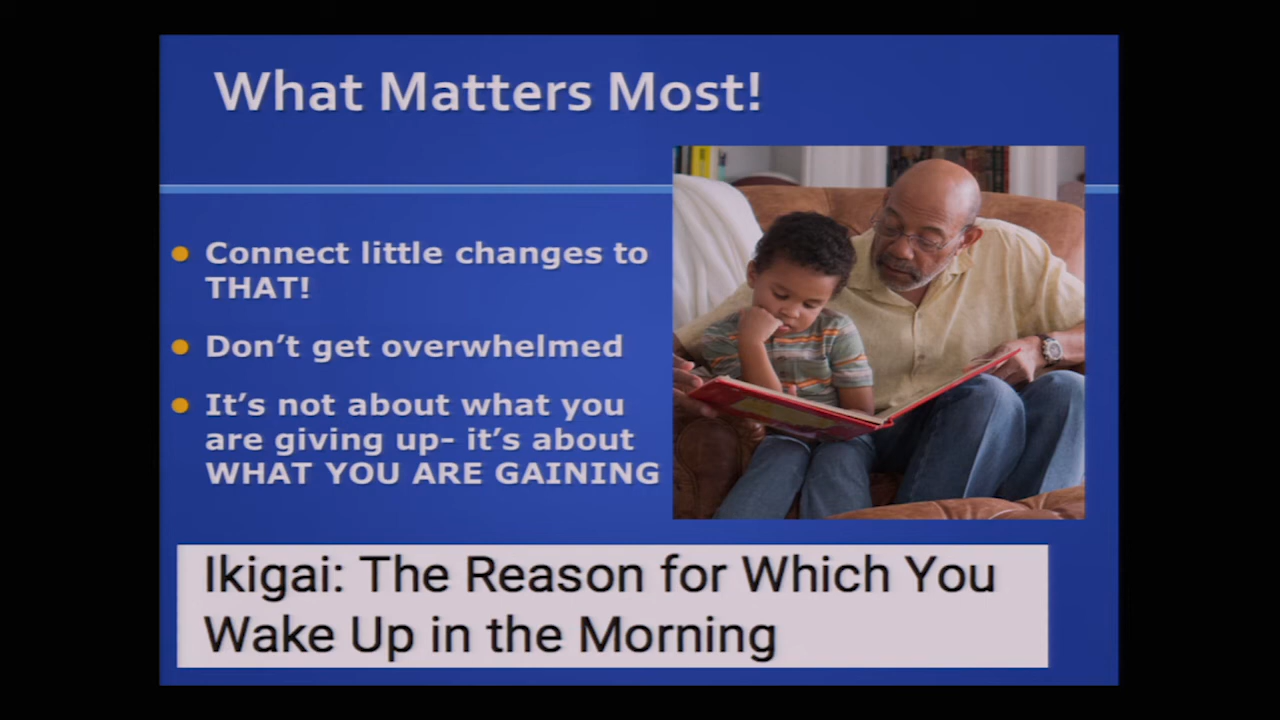 What Matters Most!
Connect little changes to
THAT!
Don’t get overwhelmed
It’s not about what you
are giving up- it’s about
WHAT YOU ARE GAINING
Ikigai: The Reason for Which You
Wake Up in the Morning